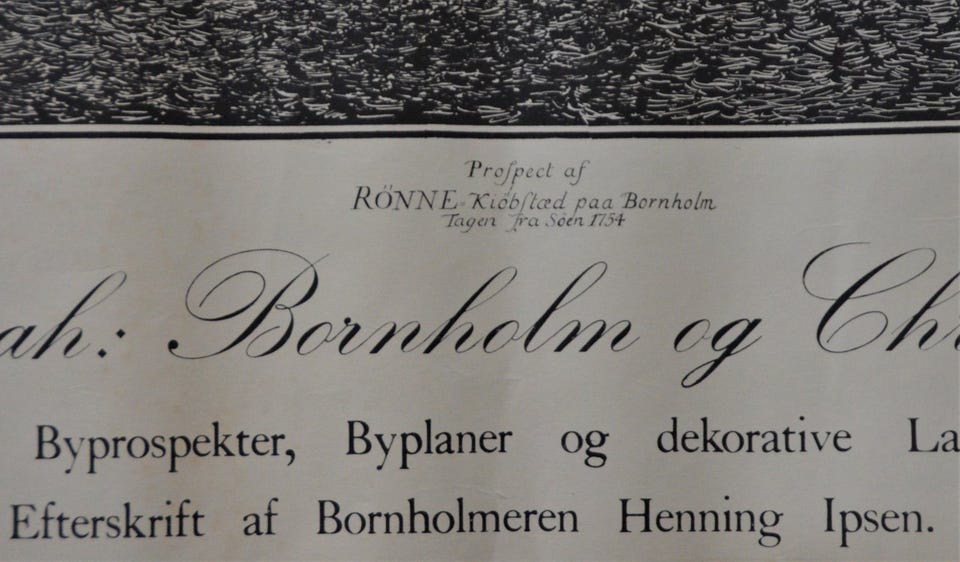 Proſpect af
RÖNNE-Kiöbſtæd paa Bornholm
Tagen fra Söen 1754
ah: Bornholm og Ch
Byprospekter, Byplaner og dekorative La
Efterskrift af Bornholmeren Henning Ipsen.